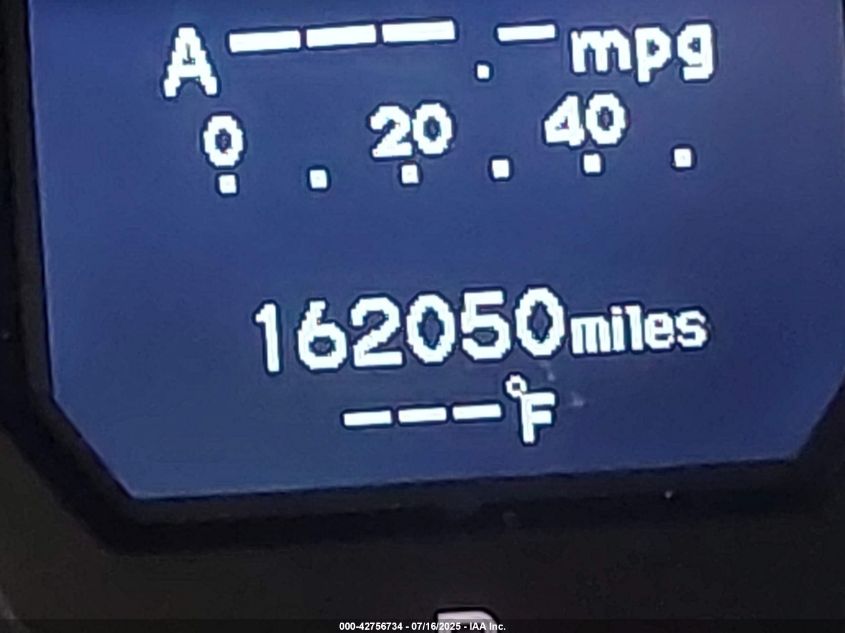 A ---.- mpg
0 . 20 . 40 .
162050 miles
--- °F
000-42756734 - 07/16/2025 - IAA Inc.